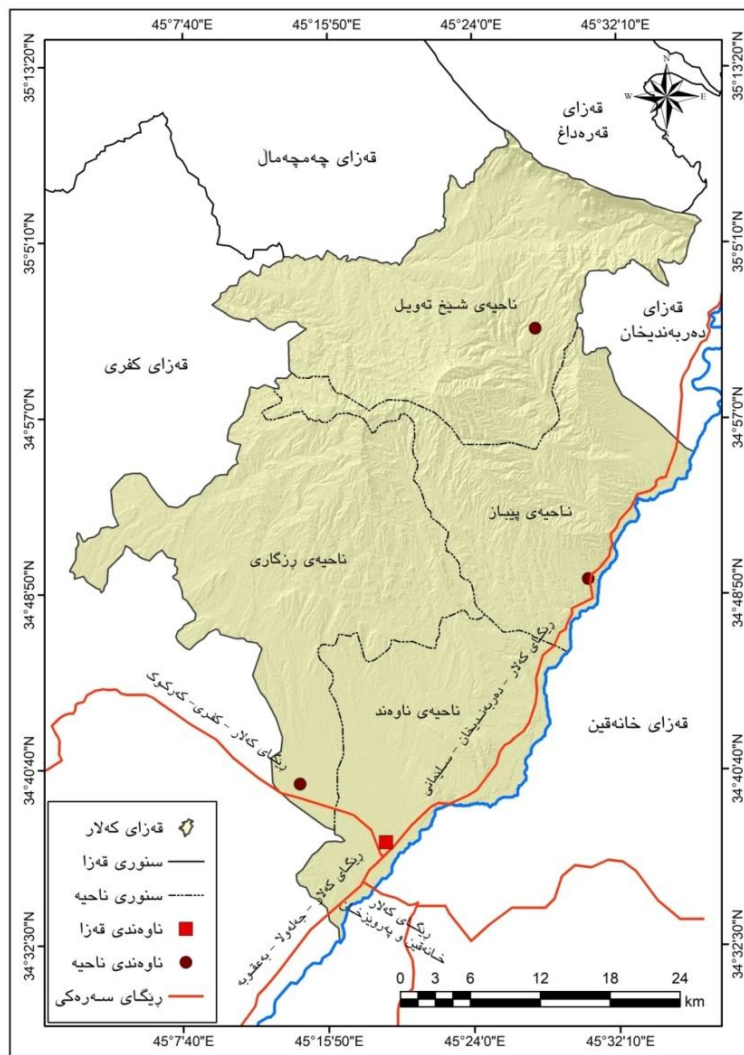 45°7'40"E
45°15'50"E
45°24'0"E
45°32'10"E
35°13'20"N
35°13'20"N
N
W
E
S
قەزای
قەرەداغ
قەزای چەمچەماڵ
35°5'10"N
35°5'10"N
ناحیەی شێخ تەویل
قەزای
دەربەندیخان
قەزای کفری
34°57'0"N
34°57'0"N
ناحیەی پێباز
ناحیەی ڕزگاری
34°48'50"N
34°48'50"N
ڕێگای کەلار - دەربەندیخان - سلێمانی
ناحیەی ناوەند
قەزای خانەقین
ڕێگای کەلار - کفری - کەرکوک
34°40'40"N
34°40'40"N
قەزای کەلار
سنوری قەزا
سنوری ناحیە
ناوەندی قەزا
ناوەندی ناحیە
ڕێگای سەرەکی
ڕێگای کەلار - جەلەولا - بەعقوبە
ڕێگای کەلار
خانەقین و پەروێزخان
34°32'30"N
34°32'30"N
0 3 6 12 18 24
km
45°7'40"E
45°15'50"E
45°24'0"E
45°32'10"E